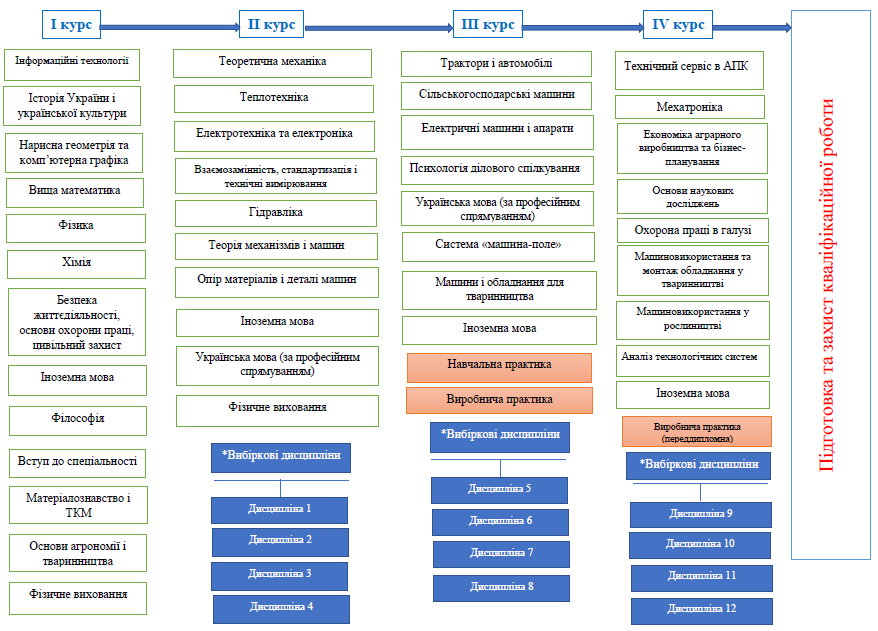 І курс
ІІ курс
ІІІ курс
IV курс
Інформаційні технології
Історія України і
української культури
Нарисна геометрія та
комп’ютерна графіка
Вища математика
Фізика
Хімія
Безпека
життєдіяльності,
основи охорони праці,
цивільний захист
Іноземна мова
Філософія
Вступ до спеціальності
Матеріалознавство і
ТКМ
Основи агрономії і
тваринництва
Фізичне виховання
Теоретична механіка
Теплотехніка
Електротехніка та електроніка
Взаємозамінність, стандартизація і
технічні вимірювання
Гідравліка
Теорія механізмів і машин
Опір матеріалів і деталі машин
Іноземна мова
Українська мова (за професійним
спрямуванням)
Фізичне виховання
*Вибіркові дисципліни
Дисципліна 1
Дисципліна 2
Дисципліна 3
Дисципліна 4
Трактори і автомобілі
Сільськогосподарські машини
Електричні машини і апарати
Психологія ділового спілкування
Українська мова (за професійним
спрямуванням)
Система «машина-поле»
Машини і обладнання для
тваринництва
Іноземна мова
Навчальна практика
Виробнича практика
*Вибіркові дисципліни
Дисципліна 5
Дисципліна 6
Дисципліна 7
Дисципліна 8
Технічний сервіс в АПК
Мехатроніка
Економіка аграрного
виробництва та бізнес-
планування
Основи наукових
досліджень
Охорона праці в галузі
Машиновикористання та
монтаж обладнання у
тваринництві
Машиновикористання у
рослиництві
Аналіз технологічних систем
Іноземна мова
Виробнича практика
(переддипломна)
*Вибіркові дисципліни
Дисципліна 9
Дисципліна 10
Дисципліна 11
Дисципліна 12
Підготовка та захист кваліфікаційної роботи